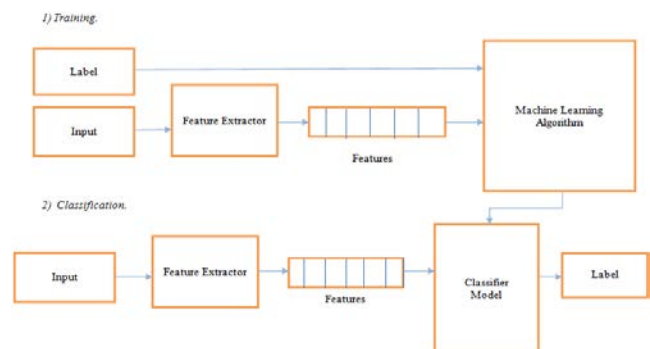 1) Training.
Label
Input
Feature Extractor
Features
Machine Learning
Algorithm
2) Classification.
Input
Feature Extractor
Features
Classifier
Model
Label